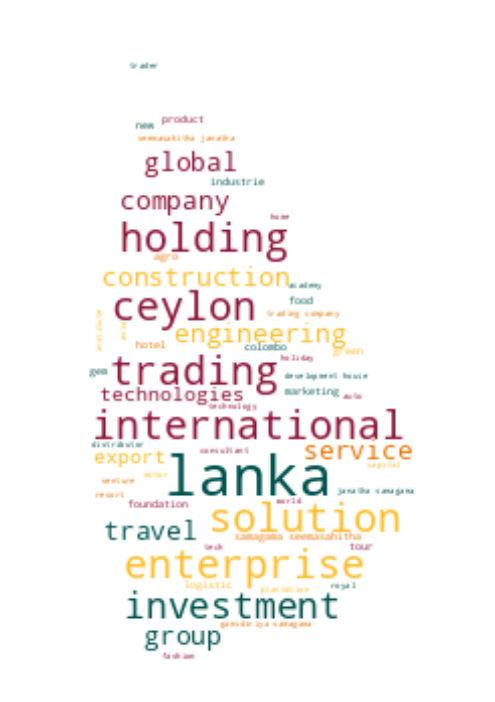 trader
product
new
seemasahitha janatha
global
industrie
company
home
holding
agro
construction
academy
food
ceylon
trading company
institute
engineering
hotel
colombo
green
holiday
gem
trading
development house
technologies
marketing
auto
technology
international
distributor
consultant
service
export
capital
lanka
motor
venture
janatha samagama
resort
world
foundation
solution
travel
samagama seemasahitha
tech
tour
enterprise
logistic
plantation
royal
investment
gamidiriya samagama
group
fashion